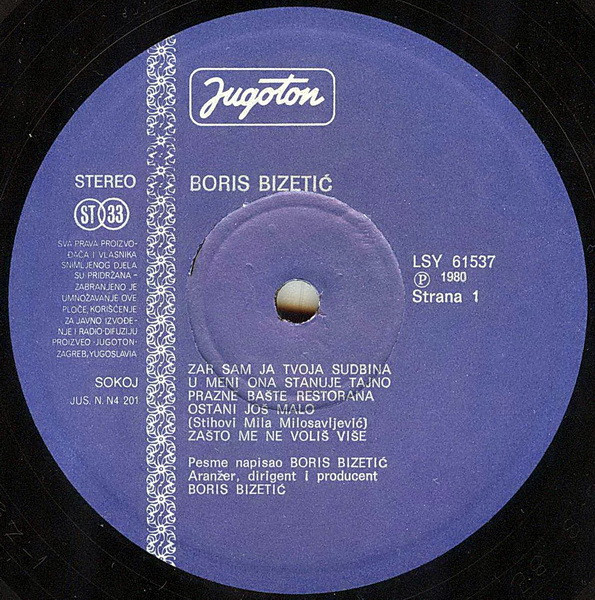 Jugoton
STEREO
ST 33
BORIS BIZETIĆ
LSY 61537
Ⓟ 1980
Strana 1
SVA PRAVA PROIZVO-
ĐAČA I VLASNIKA
SNIMLJENOG DJELA
SU PRIDRŽANA -
ZABRANJENO JE
UMNOŽAVANJE OVE
PLOČE, KORIŠĆENJE
ZA JAVNO IZVOĐE-
NJE I RADIO-DIFUZIJU
PROIZVEO ·JUGOTON·
ZAGREB, YUGOSLAVIA
SOKOJ
JUS. N. N4 201
ZAR SAM JA TVOJA SUDBINA
U MENI ONA STANUJE TAJNO
PRAZNE BAŠTE RESTORANA
OSTANI JOŠ MALO
(Stihovi Mila Milosavljević)
ZAŠTO ME NE VOLIŠ VIŠE
Pesme napisao BORIS BIZETIĆ
Aranžer, dirigent i producent
BORIS BIZETIĆ